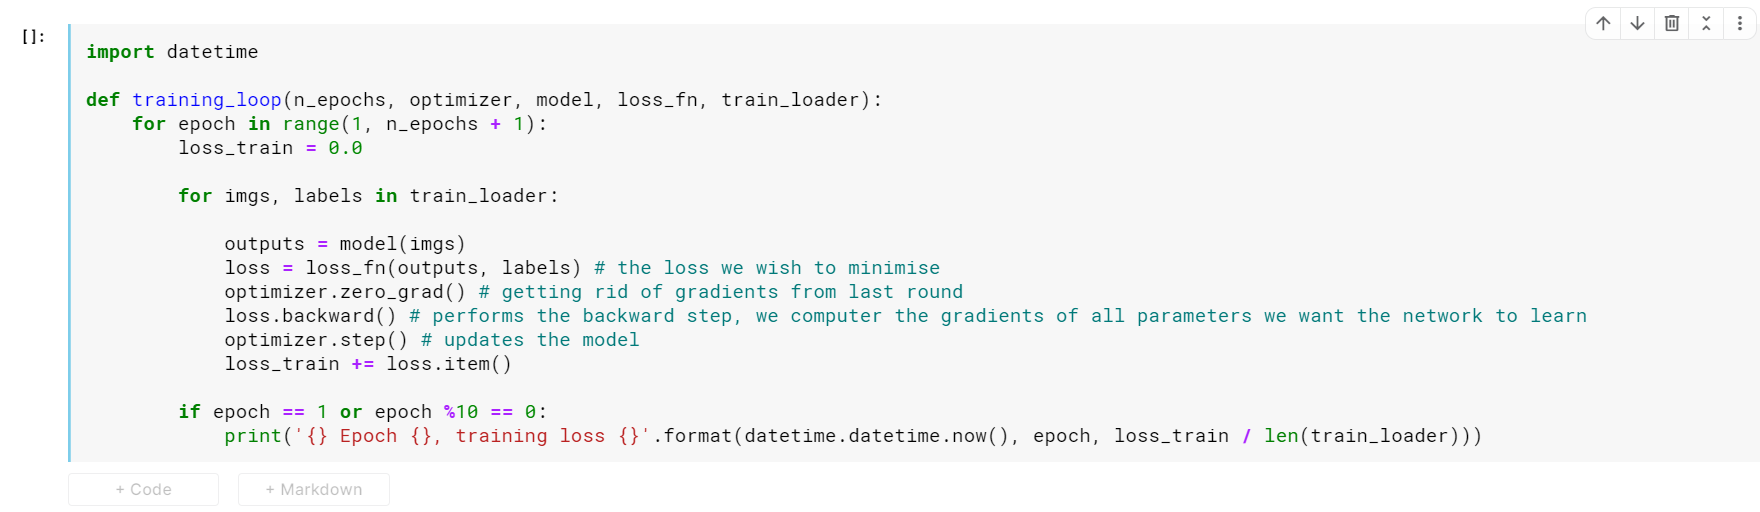 []:
import datetime
def training_loop(n_epochs, optimizer, model, loss_fn, train_loader):
for epoch in range(1, n_epochs + 1):
loss_train = 0.0
for imgs, labels in train_loader:
outputs = model(imgs)
loss = loss_fn(outputs, labels) # the loss we wish to minimise
optimizer.zero_grad() # getting rid of gradients from last round
loss.backward() # performs the backward step, we computer the gradients of all parameters we want the network to learn
optimizer.step() # updates the model
loss_train += loss.item()
if epoch == 1 or epoch %10 == 0:
print('{} Epoch {}, training loss {}'.format(datetime.datetime.now(), epoch, loss_train / len(train_loader)))
+ Code
+ Markdown